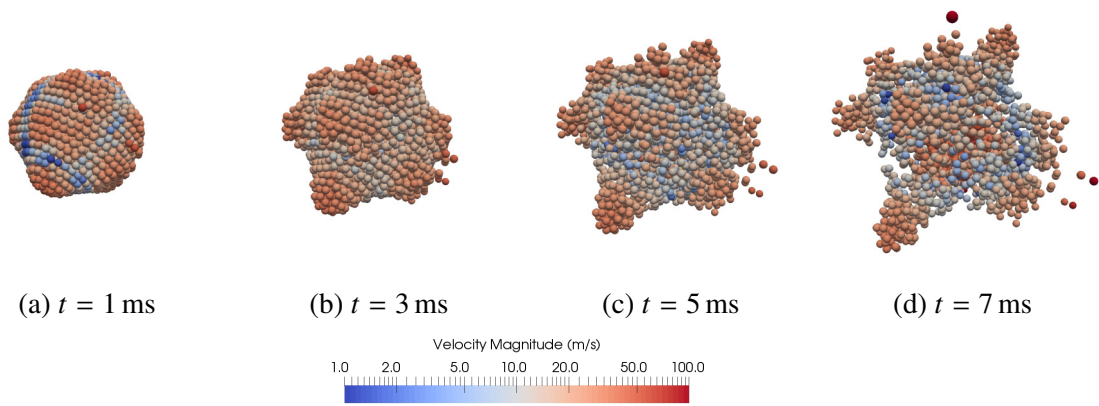 (a) t = 1 ms (b) t = 3 ms (c) t = 5 ms (d) t = 7 ms
Velocity Magnitude (m/s)
1.0 2.0 5.0 10.0 20.0 50.0 100.0